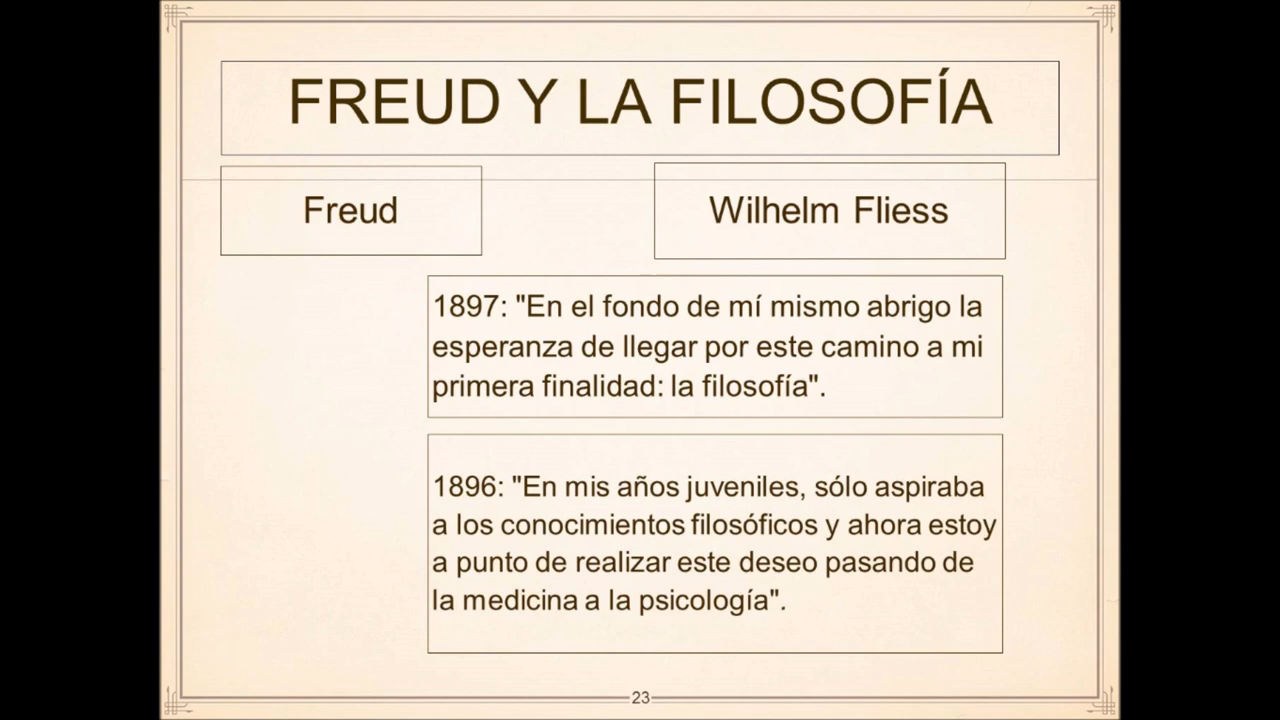 FREUD Y LA FILOSOFÍA
Freud
Wilhelm Fliess
1897: "En el fondo de mí mismo abrigo la
esperanza de llegar por este camino a mi
primera finalidad: la filosofía".
1896: "En mis años juveniles, sólo aspiraba
a los conocimientos filosóficos y ahora estoy
a punto de realizar este deseo pasando de
la medicina a la psicología".
23